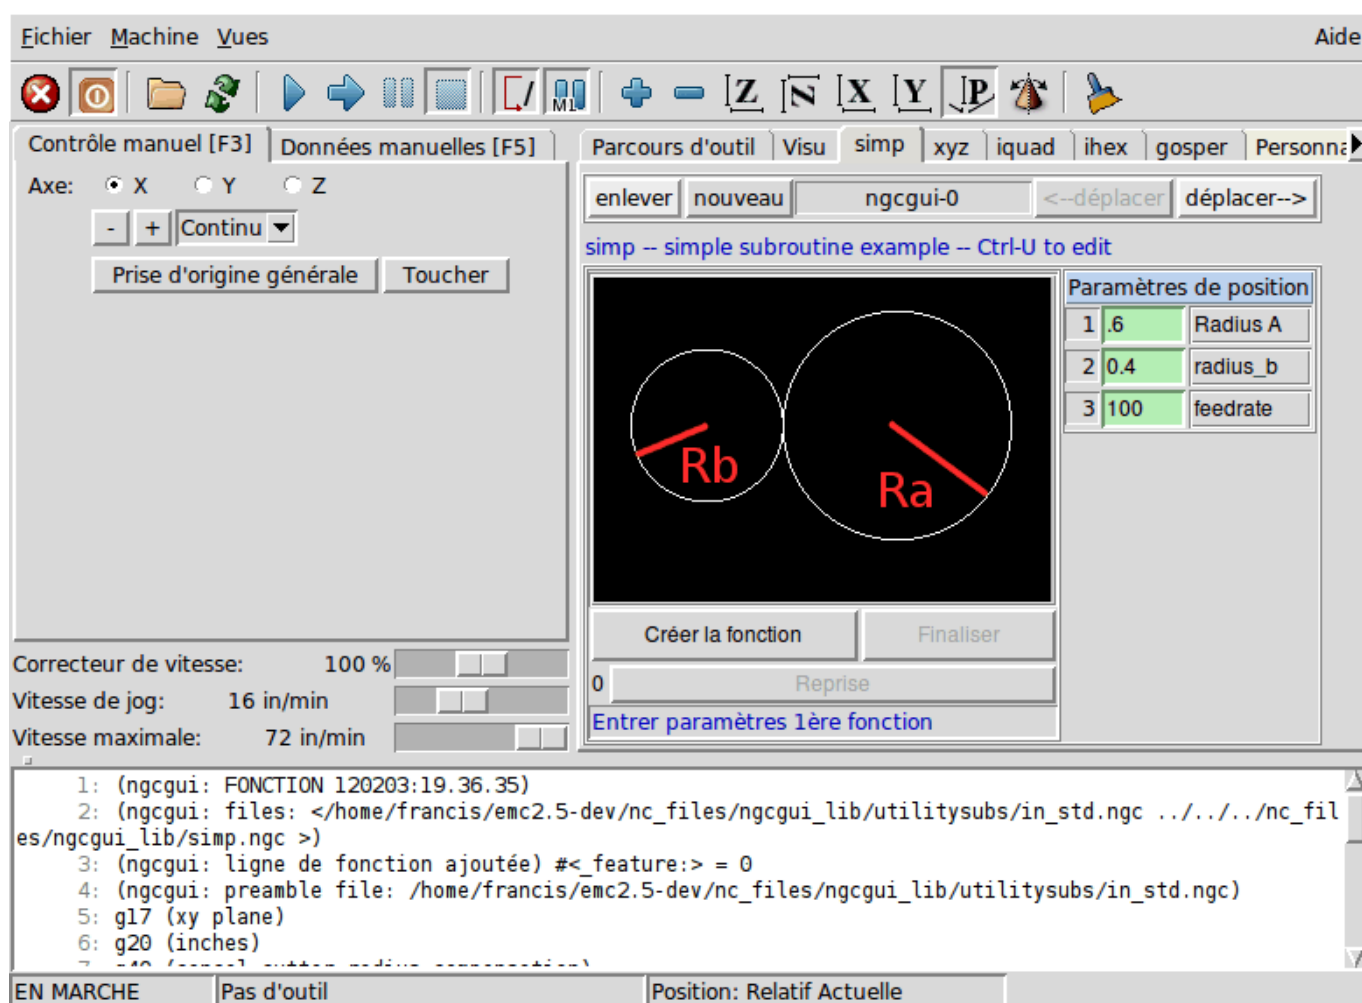 Fichier Machine Vues Aide
M1 Z N X Y P
Contrôle manuel [F3] Données manuelles [F5] Parcours d'outil Visu simp xyz iquad ihex gosper Personna
Axe: X Y Z
enlever nouveau ngcgui-0 <--déplacer déplacer-->
- + Continu
simp -- simple subroutine example -- Ctrl-U to edit
Prise d'origine générale Toucher
Paramètres de position
1 .6 Radius A
2 0.4 radius_b
3 100 feedrate
Rb
Ra
Créer la fonction Finaliser
Correcteur de vitesse: 100 %
0 Reprise
Vitesse de jog: 16 in/min
Entrer paramètres 1ère fonction
Vitesse maximale: 72 in/min
1: (ngcgui: FONCTION 120203:19.36.35)
2: (ngcgui: files: </home/francis/emc2.5-dev/nc_files/ngcgui_lib/utilitysubs/in_std.ngc ../../../nc_fil
es/ngcgui_lib/simp.ngc >)
3: (ngcgui: ligne de fonction ajoutée) #<_feature:> = 0
4: (ngcgui: preamble file: /home/francis/emc2.5-dev/nc_files/ngcgui_lib/utilitysubs/in_std.ngc)
5: g17 (xy plane)
6: g20 (inches)
7: g40 (cancel cutter radius compensation)
EN MARCHE Pas d'outil Position: Relatif Actuelle